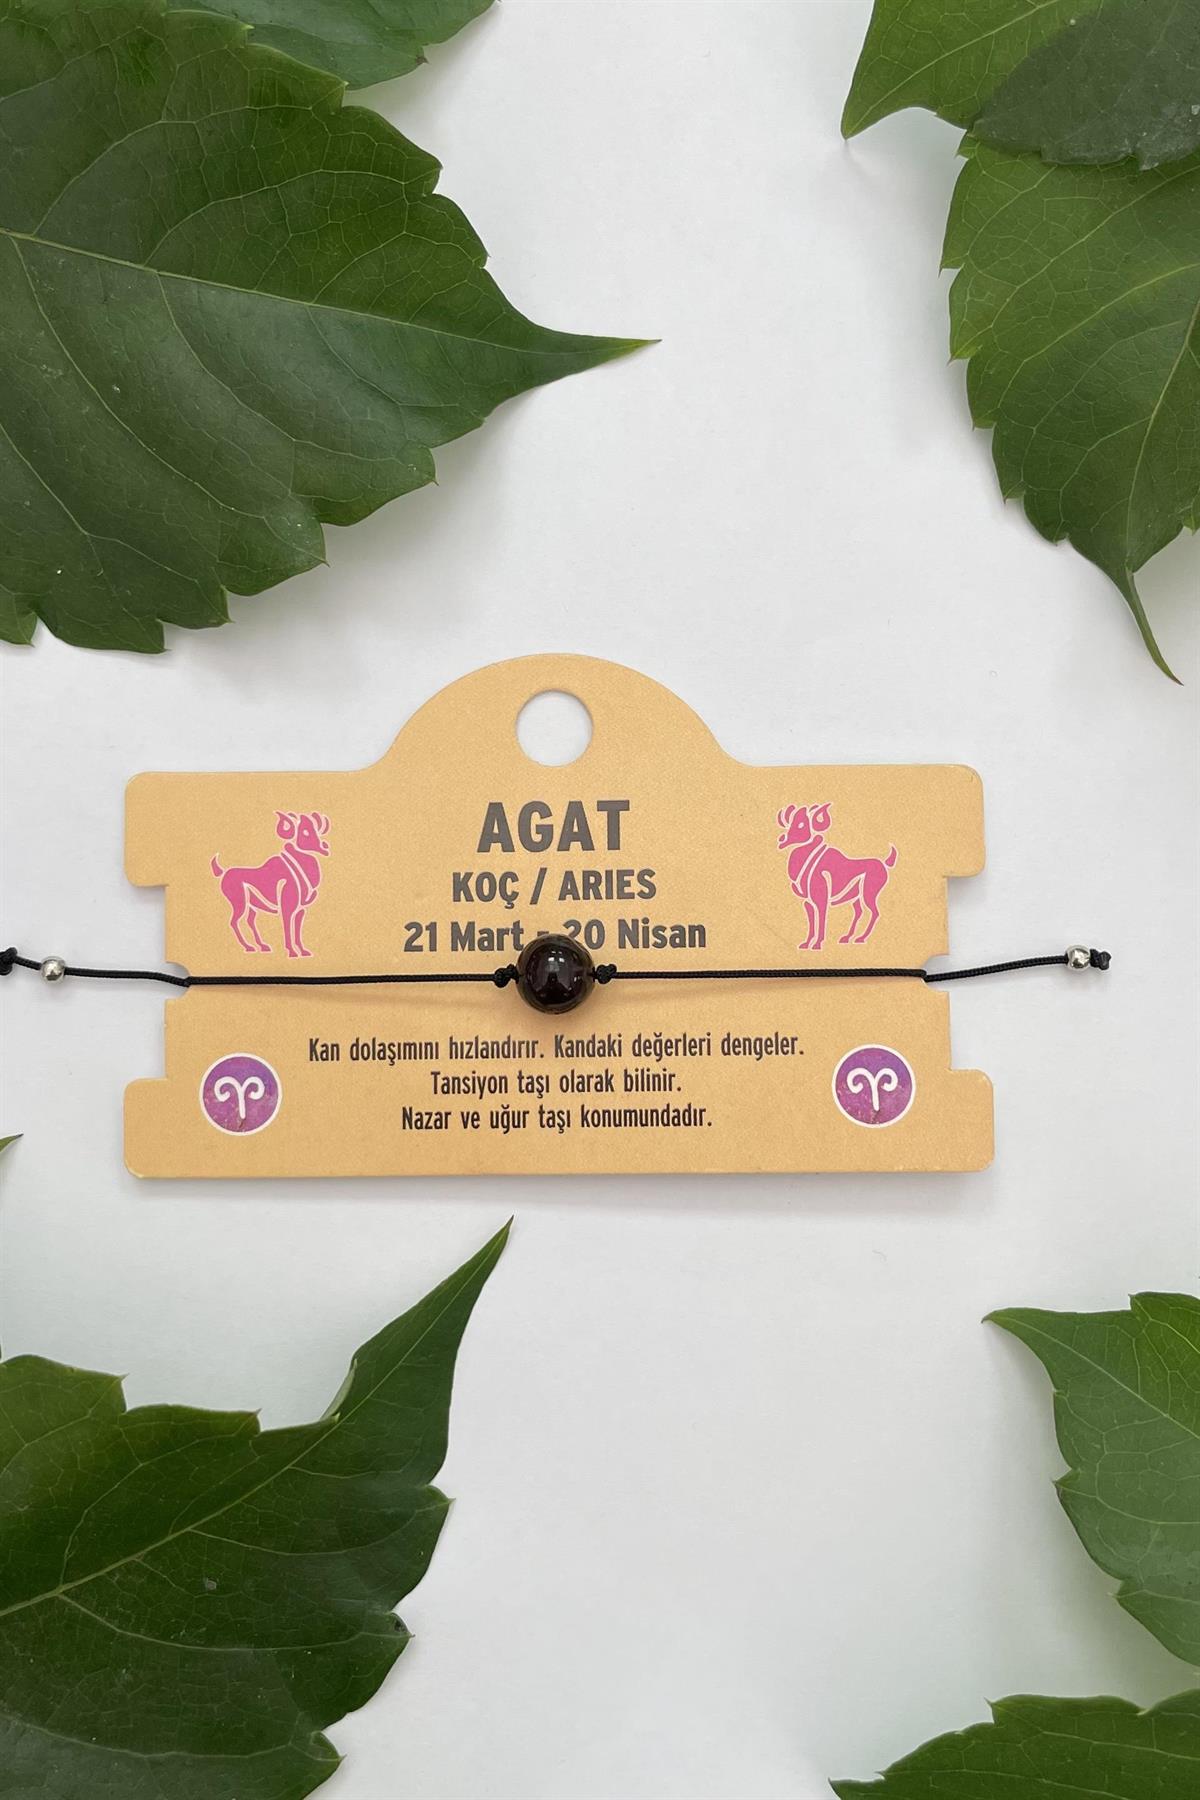 AGAT
KOÇ / ARIES
21 Mart - 20 Nisan
Kan dolaşımını hızlandırır. Kandaki değerleri dengeler.
Tansiyon taşı olarak bilinir.
Nazar ve uğur taşı konumundadır.